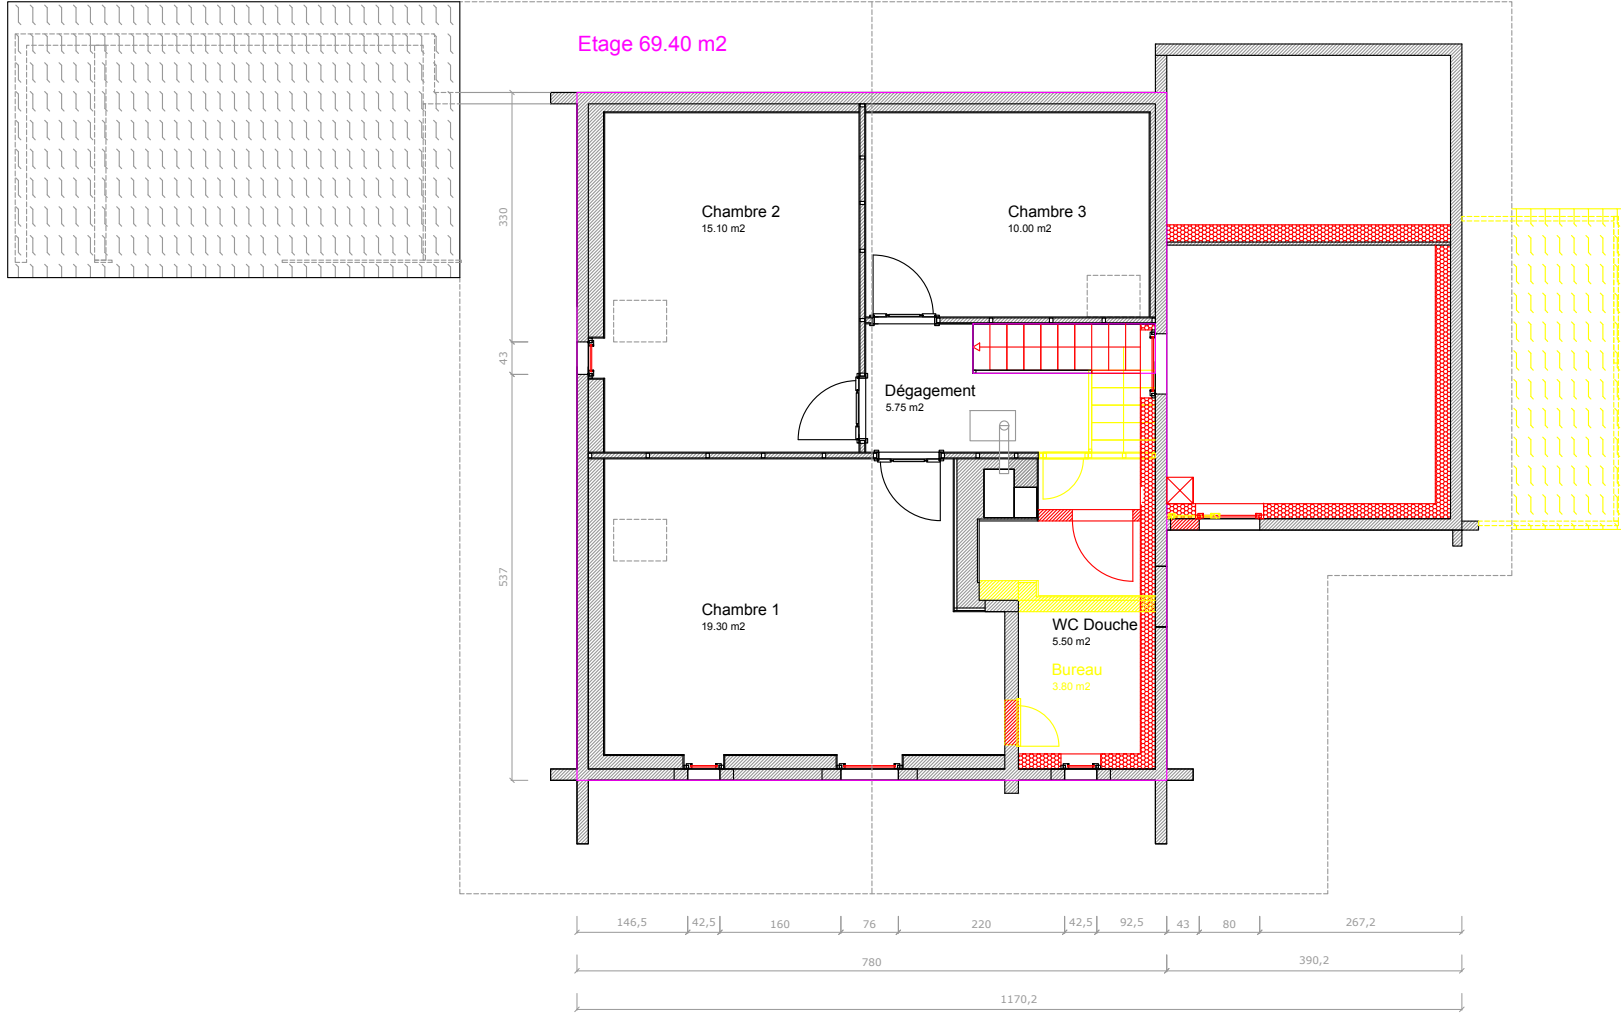 Etage 69.40 m2
Chambre 2
15.10 m2
Chambre 3
10.00 m2
330
43
Dégagement
5.75 m2
537
Chambre 1
19.30 m2
WC Douche
5.50 m2
Bureau
3.80 m2
146,5 42,5 160 76 220 42,5 92,5 43 80 267,2
780 390,2
1170,2